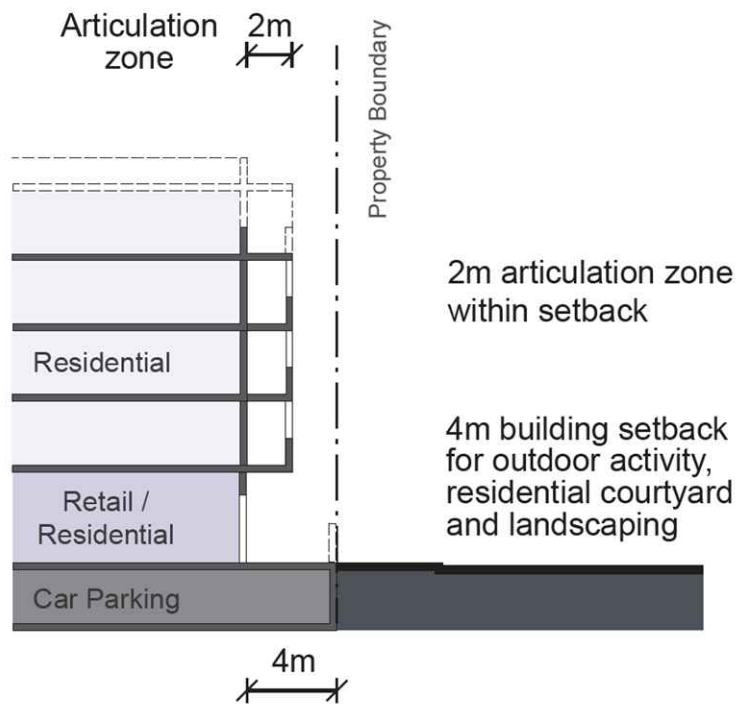 Articulation
zone
2m
Property Boundary
2m articulation zone
within setback
Residential
4m building setback
for outdoor activity,
residential courtyard
and landscaping
Retail /
Residential
Car Parking
4m